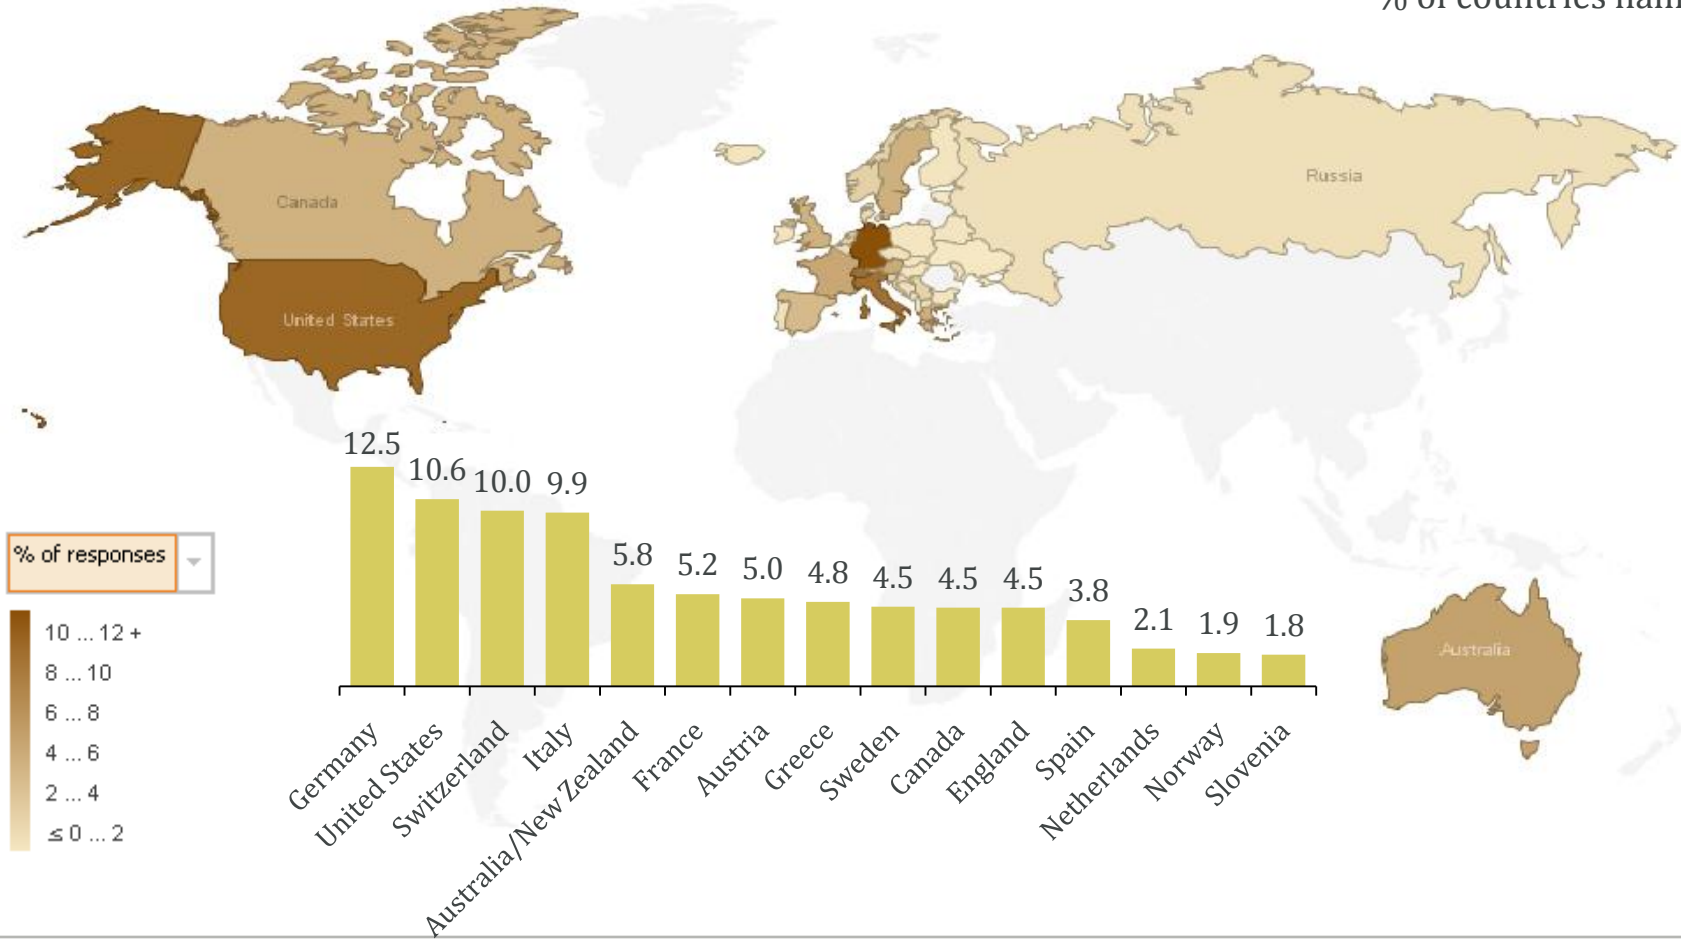 % of countries nam
Canada
Russia
United States
12.5
10.6
10.0
9.9
5.8
5.2
5.0
4.8
4.5
4.5
4.5
3.8
2.1
1.9
1.8
% of responses
10 ... 12 +
8 ... 10
6 ... 8
4 ... 6
2 ... 4
≤ 0 ... 2
Australia
Germany
United States
Switzerland
Italy
Australia/New Zealand
France
Austria
Greece
Sweden
Canada
England
Spain
Netherlands
Norway
Slovenia